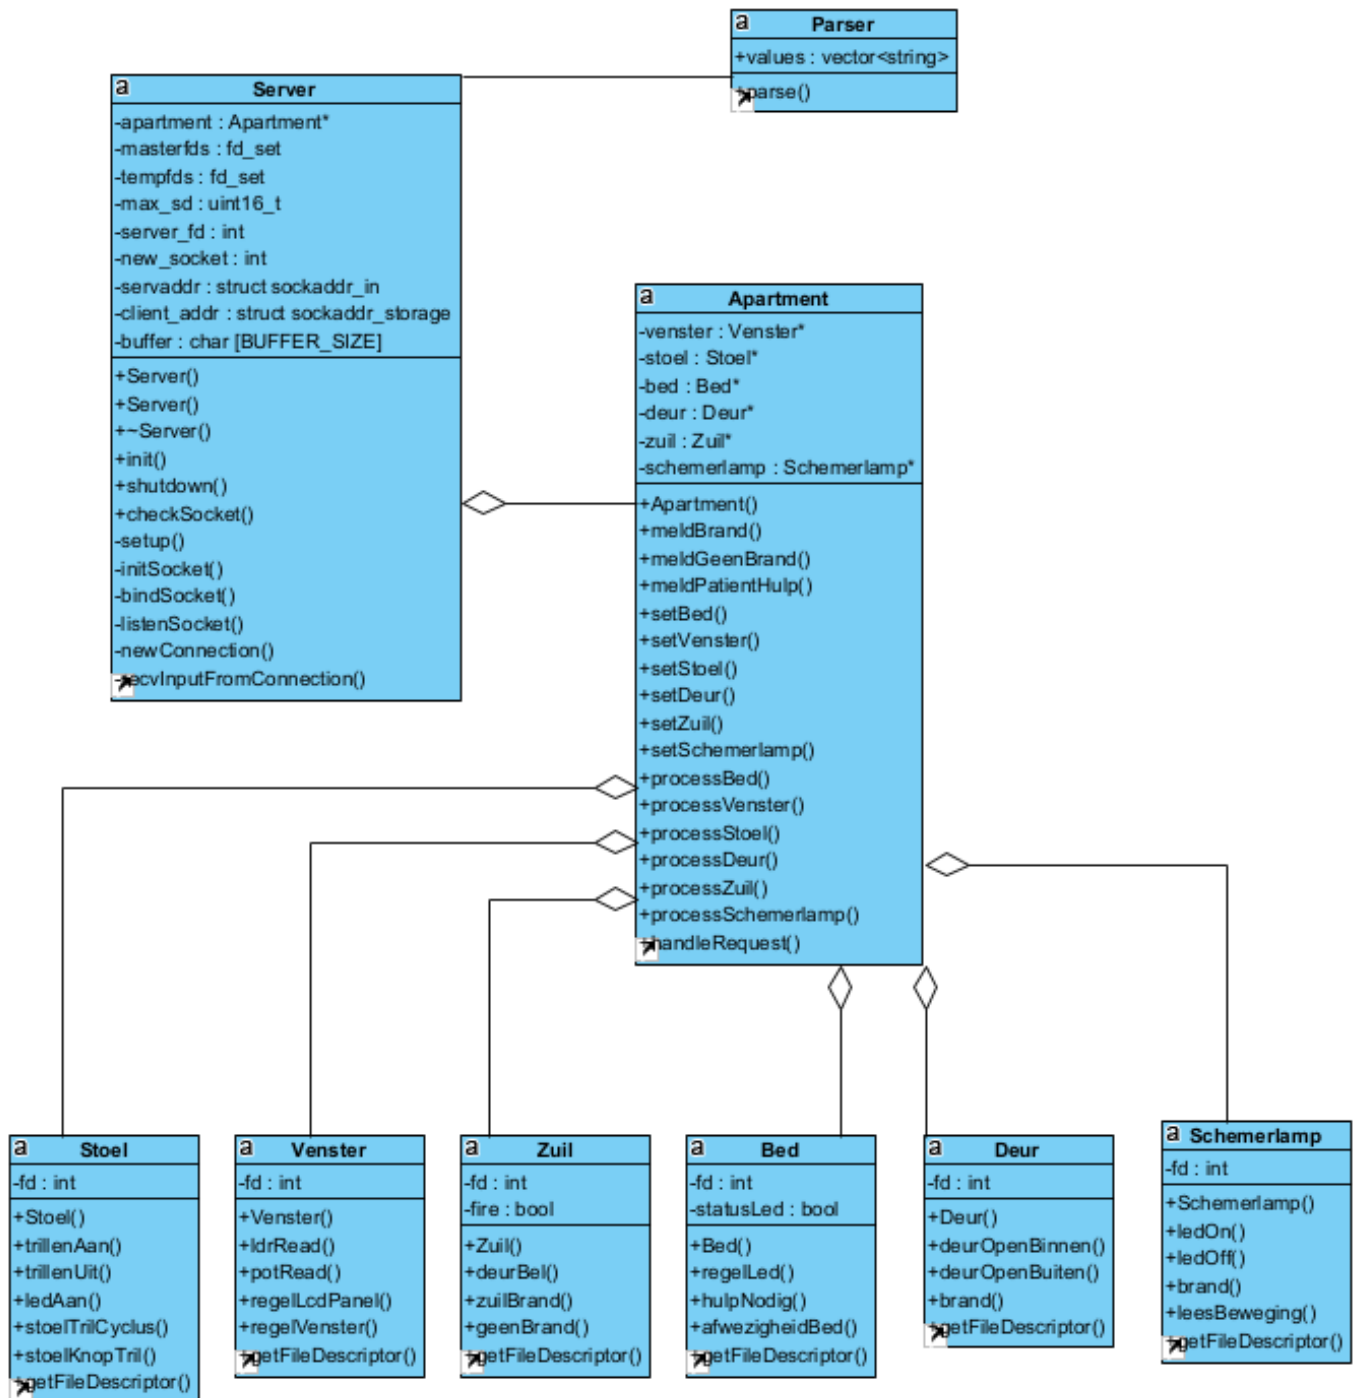 a Parser
+values : vector<string>
+parse()
a Server
-apartment : Apartment*
-masterfds : fd_set
-tempfds : fd_set
-max_sd : uint16_t
-server_fd : int
-new_socket : int
-servaddr : struct sockaddr_in
-client_addr : struct sockaddr_storage
-buffer : char [BUFFER_SIZE]
+Server()
+Server()
+~Server()
+init()
+shutdown()
+checkSocket()
-setup()
-initSocket()
-bindSocket()
-listenSocket()
-newConnection()
-recvInputFromConnection()
a Apartment
-venster : Venster*
-stoel : Stoel*
-bed : Bed*
-deur : Deur*
-zuil : Zuil*
-schemerlamp : Schemerlamp*
+Apartment()
+meldBrand()
+meldGeenBrand()
+meldPatientHulp()
+setBed()
+setVenster()
+setStoel()
+setDeur()
+setZuil()
+setSchemerlamp()
+processBed()
+processVenster()
+processStoel()
+processDeur()
+processZuil()
+processSchemerlamp()
+handleRequest()
a Stoel
-fd : int
+Stoel()
+trillenAan()
+trillenUit()
+ledAan()
+stoelTrilCyclus()
+stoelKnopTril()
+getFileDescriptor()
a Venster
-fd : int
+Venster()
+ldrRead()
+potRead()
+regelLcdPanel()
+regelVenster()
+getFileDescriptor()
a Zuil
-fd : int
-fire : bool
+Zuil()
+deurBel()
+zuilBrand()
+geenBrand()
+getFileDescriptor()
a Bed
-fd : int
-statusLed : bool
+Bed()
+regelLed()
+hulpNodig()
+afwezigheidBed()
+getFileDescriptor()
a Deur
-fd : int
+Deur()
+deurOpenBinnen()
+deurOpenBuiten()
+brand()
+getFileDescriptor()
a Schemerlamp
-fd : int
+Schemerlamp()
+ledOn()
+ledOff()
+brand()
+leesBeweging()
+getFileDescriptor()